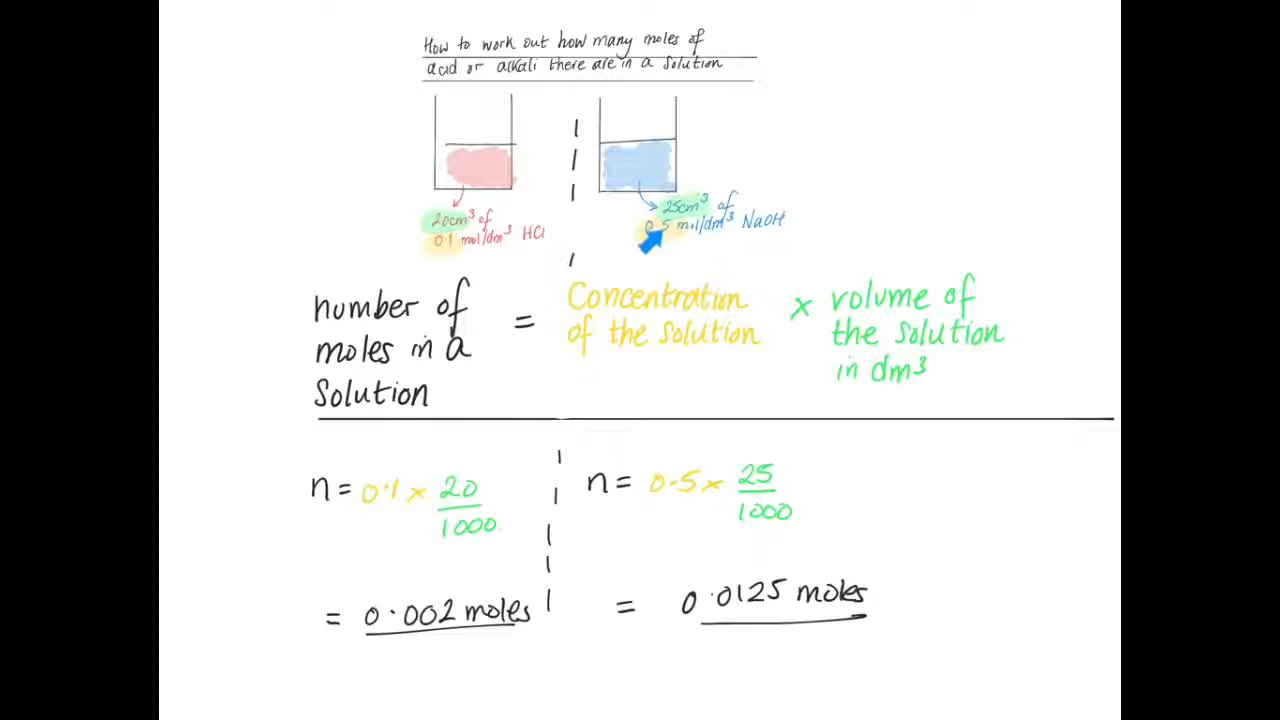 How to work out how many moles of
acid or alkali there are in a solution
20cm³ of
0.1 mol/dm³ HCl
25cm³ of
0.5 mol/dm³ NaOH
number of
moles in a
solution
=
Concentration
of the solution
×
volume of
the solution
in dm³
n = 0.1 × 20
1000
= 0.002 moles
n = 0.5 × 25
1000
= 0.0125 moles